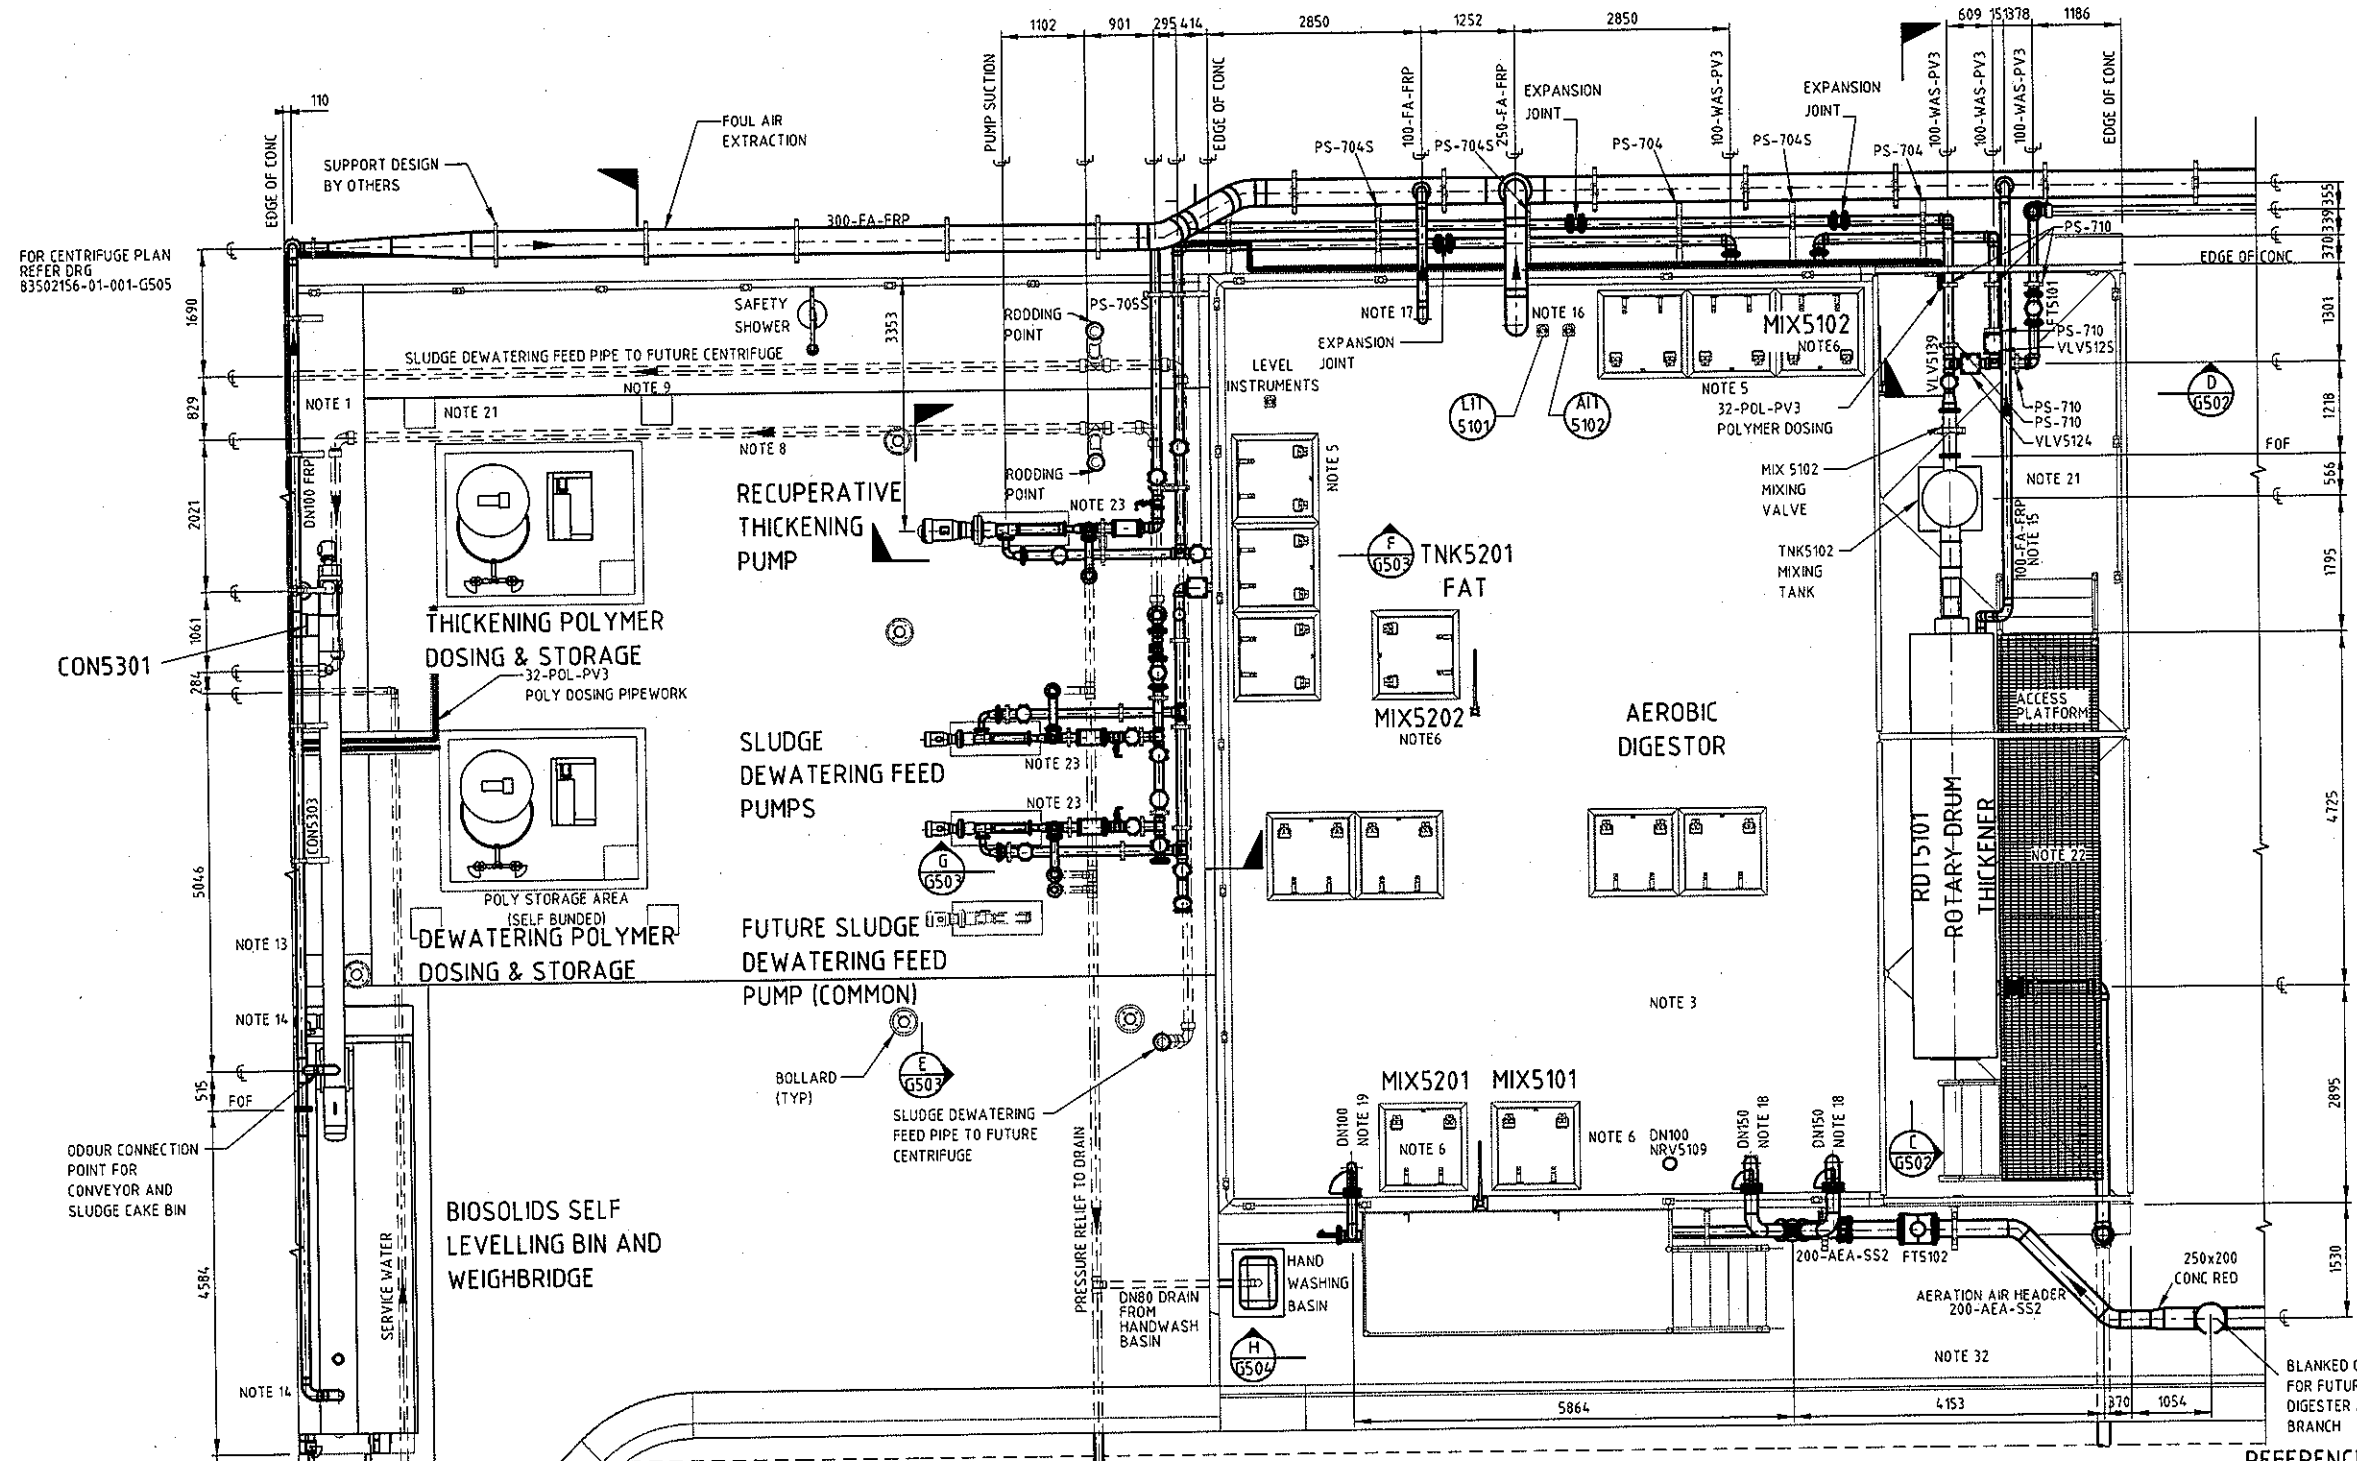 1102
901
295
414
2850
1252
2850
609
151
378
1186
110
EDGE OF CONC
SUPPORT DESIGN
BY OTHERS
FOUL AIR
EXTRACTION
PUMP SUCTION
EDGE OF CONC
100-FA-FRP
250-FA-FRP
EXPANSION
JOINT
100-WAS-PV3
EXPANSION
JOINT
100-WAS-PV3
100-WAS-PV3
100-WAS-PV3
EDGE OF CONC
PS-704S
PS-704S
PS-704
PS-704S
PS-704
300-FA-FRP
FOR CENTRIFUGE PLAN
REFER DRG
83502156-01-001-G505
355
339
370
PS-710
EDGE OF CONC
1690
829
2021
1061
284
5046
515
4584
SAFETY
SHOWER
3353
RODDING
POINT
PS-705S
NOTE 17
EXPANSION
JOINT
NOTE 16
MIX5102
NOTE6
FT5101
PS-710
VLV5125
1301
SLUDGE DEWATERING FEED PIPE TO FUTURE CENTRIFUGE
NOTE 9
LEVEL
INSTRUMENTS
NOTE 1
NOTE 21
NOTE 8
LIT
5101
AIT
5102
NOTE 5
32-POL-PV3
POLYMER DOSING
VLV5139
PS-710
PS-710
VLV5124
D
G502
1218
FOF
566
NOTE 5
DN100 FRP
RODDING
POINT
MIX 5102
MIXING
VALVE
NOTE 21
RECUPERATIVE
THICKENING
PUMP
NOTE 23
F
G503
TNK5201
FAT
TNK5102
MIXING
TANK
100-FA-FRP
NOTE 15
1795
THICKENING POLYMER
DOSING & STORAGE
32-POL-PV3
POLY DOSING PIPEWORK
CON5301
MIX5202
NOTE6
AEROBIC
DIGESTOR
ACCESS
PLATFORM
SLUDGE
DEWATERING FEED
PUMPS
NOTE 23
NOTE 23
CON5303
RDT5101
ROTARY DRUM
THICKENER
NOTE 22
4725
G
G503
POLY STORAGE AREA
(SELF BUNDED)
DEWATERING POLYMER
DOSING & STORAGE
FUTURE SLUDGE
DEWATERING FEED
PUMP (COMMON)
NOTE 13
NOTE 14
NOTE 3
BOLLARD
(TYP)
E
G503
2895
FOF
SLUDGE DEWATERING
FEED PIPE TO FUTURE
CENTRIFUGE
MIX5201
MIX5101
DN100
NOTE 19
NOTE 6
NOTE 6
DN100
NRV5109
DN150
NOTE 18
DN150
NOTE 18
C
G502
ODOUR CONNECTION
POINT FOR
CONVEYOR AND
SLUDGE CAKE BIN
BIOSOLIDS SELF
LEVELLING BIN AND
WEIGHBRIDGE
SERVICE WATER
PRESSURE RELIEF TO DRAIN
HAND
WASHING
BASIN
DN80 DRAIN
FROM
HANDWASH
BASIN
200-AEA-SS2
FT5102
AERATION AIR HEADER
200-AEA-SS2
250x200
CONC RED
1530
H
G504
NOTE 32
NOTE 14
5864
4153
370
1054
BLANKED
FOR FUTUR
DIGESTER
BRANCH
REFERENC